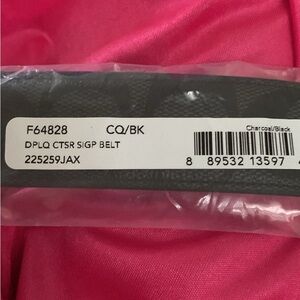 F64828 CQ/BK Charcoal/Black
DPLQ CTSR SIGP BELT
225259JAX 8 89532 13597